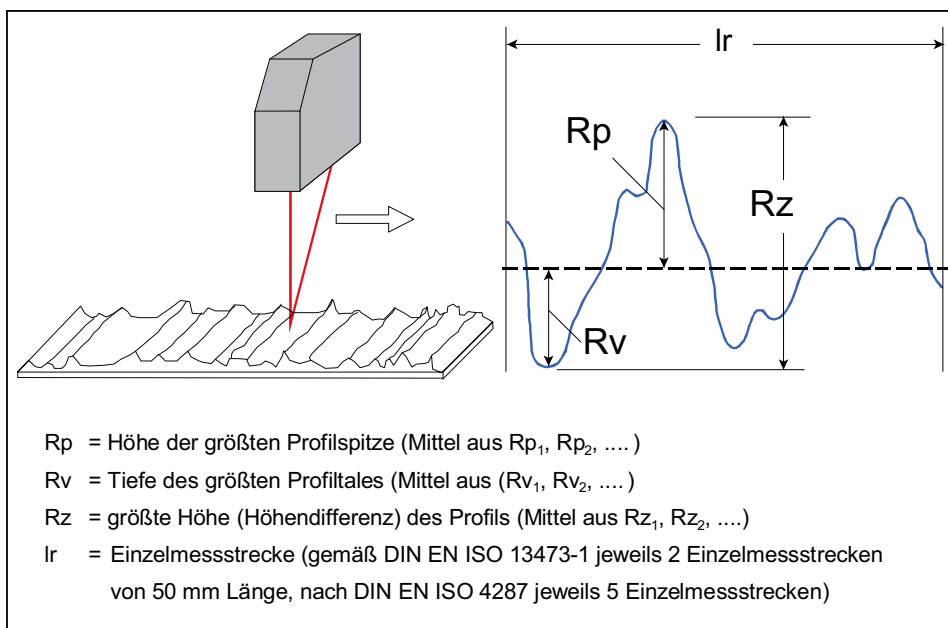 lr
Rp
Rz
Rv
Rp = Höhe der größten Profilspitze (Mittel aus Rp₁, Rp₂, .... )
Rv = Tiefe des größten Profiltales (Mittel aus (Rv₁, Rv₂, .... )
Rz = größte Höhe (Höhendifferenz) des Profils (Mittel aus Rz₁, Rz₂, ....)
lr = Einzelmessstrecke (gemäß DIN EN ISO 13473-1 jeweils 2 Einzelmessstrecken
von 50 mm Länge, nach DIN EN ISO 4287 jeweils 5 Einzelmessstrecken)